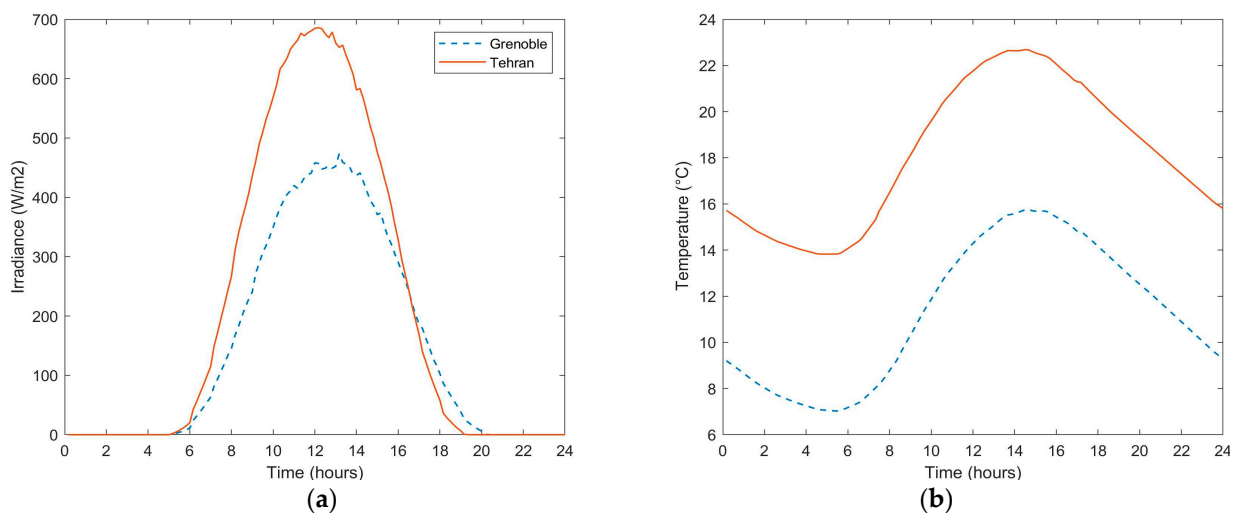 700
600
500
400
300
200
100
0
Irradiance (W/m2)
Grenoble
Tehran
0 2 4 6 8 10 12 14 16 18 20 22 24
Time (hours)
(a)
24
22
20
18
16
14
12
10
8
6
Temperature (°C)
0 2 4 6 8 10 12 14 16 18 20 22 24
Time (hours)
(b)